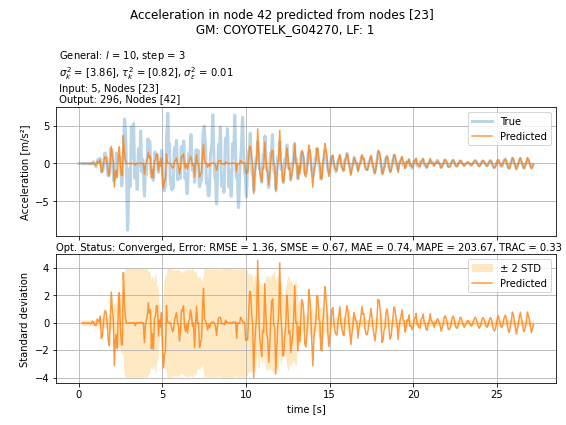 Acceleration in node 42 predicted from nodes [23]
GM: COYOTELK_G04270, LF: 1
General: l = 10, step = 3
σ²ₖ = [3.86], τ²ₖ = [0.82], σ²ε = 0.01
Input: 5, Nodes [23]
Output: 296, Nodes [42]
Acceleration [m/s²]
5
0
−5
True
Predicted
Opt. Status: Converged, Error: RMSE = 1.36, SMSE = 0.67, MAE = 0.74, MAPE = 203.67, TRAC = 0.33
Standard deviation
4
2
0
−2
−4
± 2 STD
Predicted
0 5 10 15 20 25
time [s]